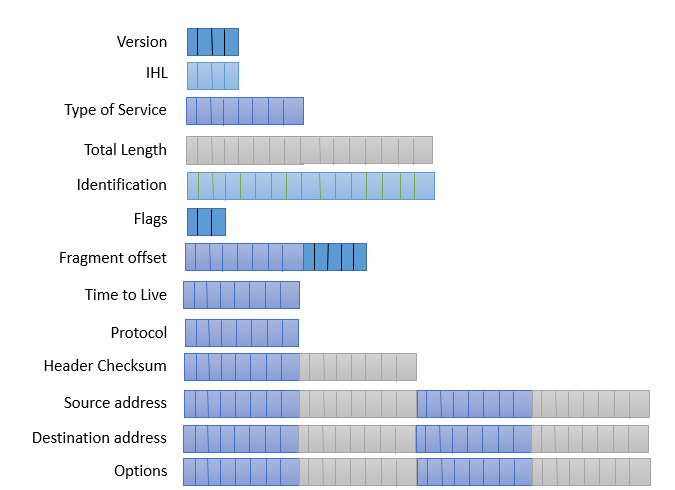 Version
IHL
Type of Service
Total Length
Identification
Flags
Fragment offset
Time to Live
Protocol
Header Checksum
Source address
Destination address
Options